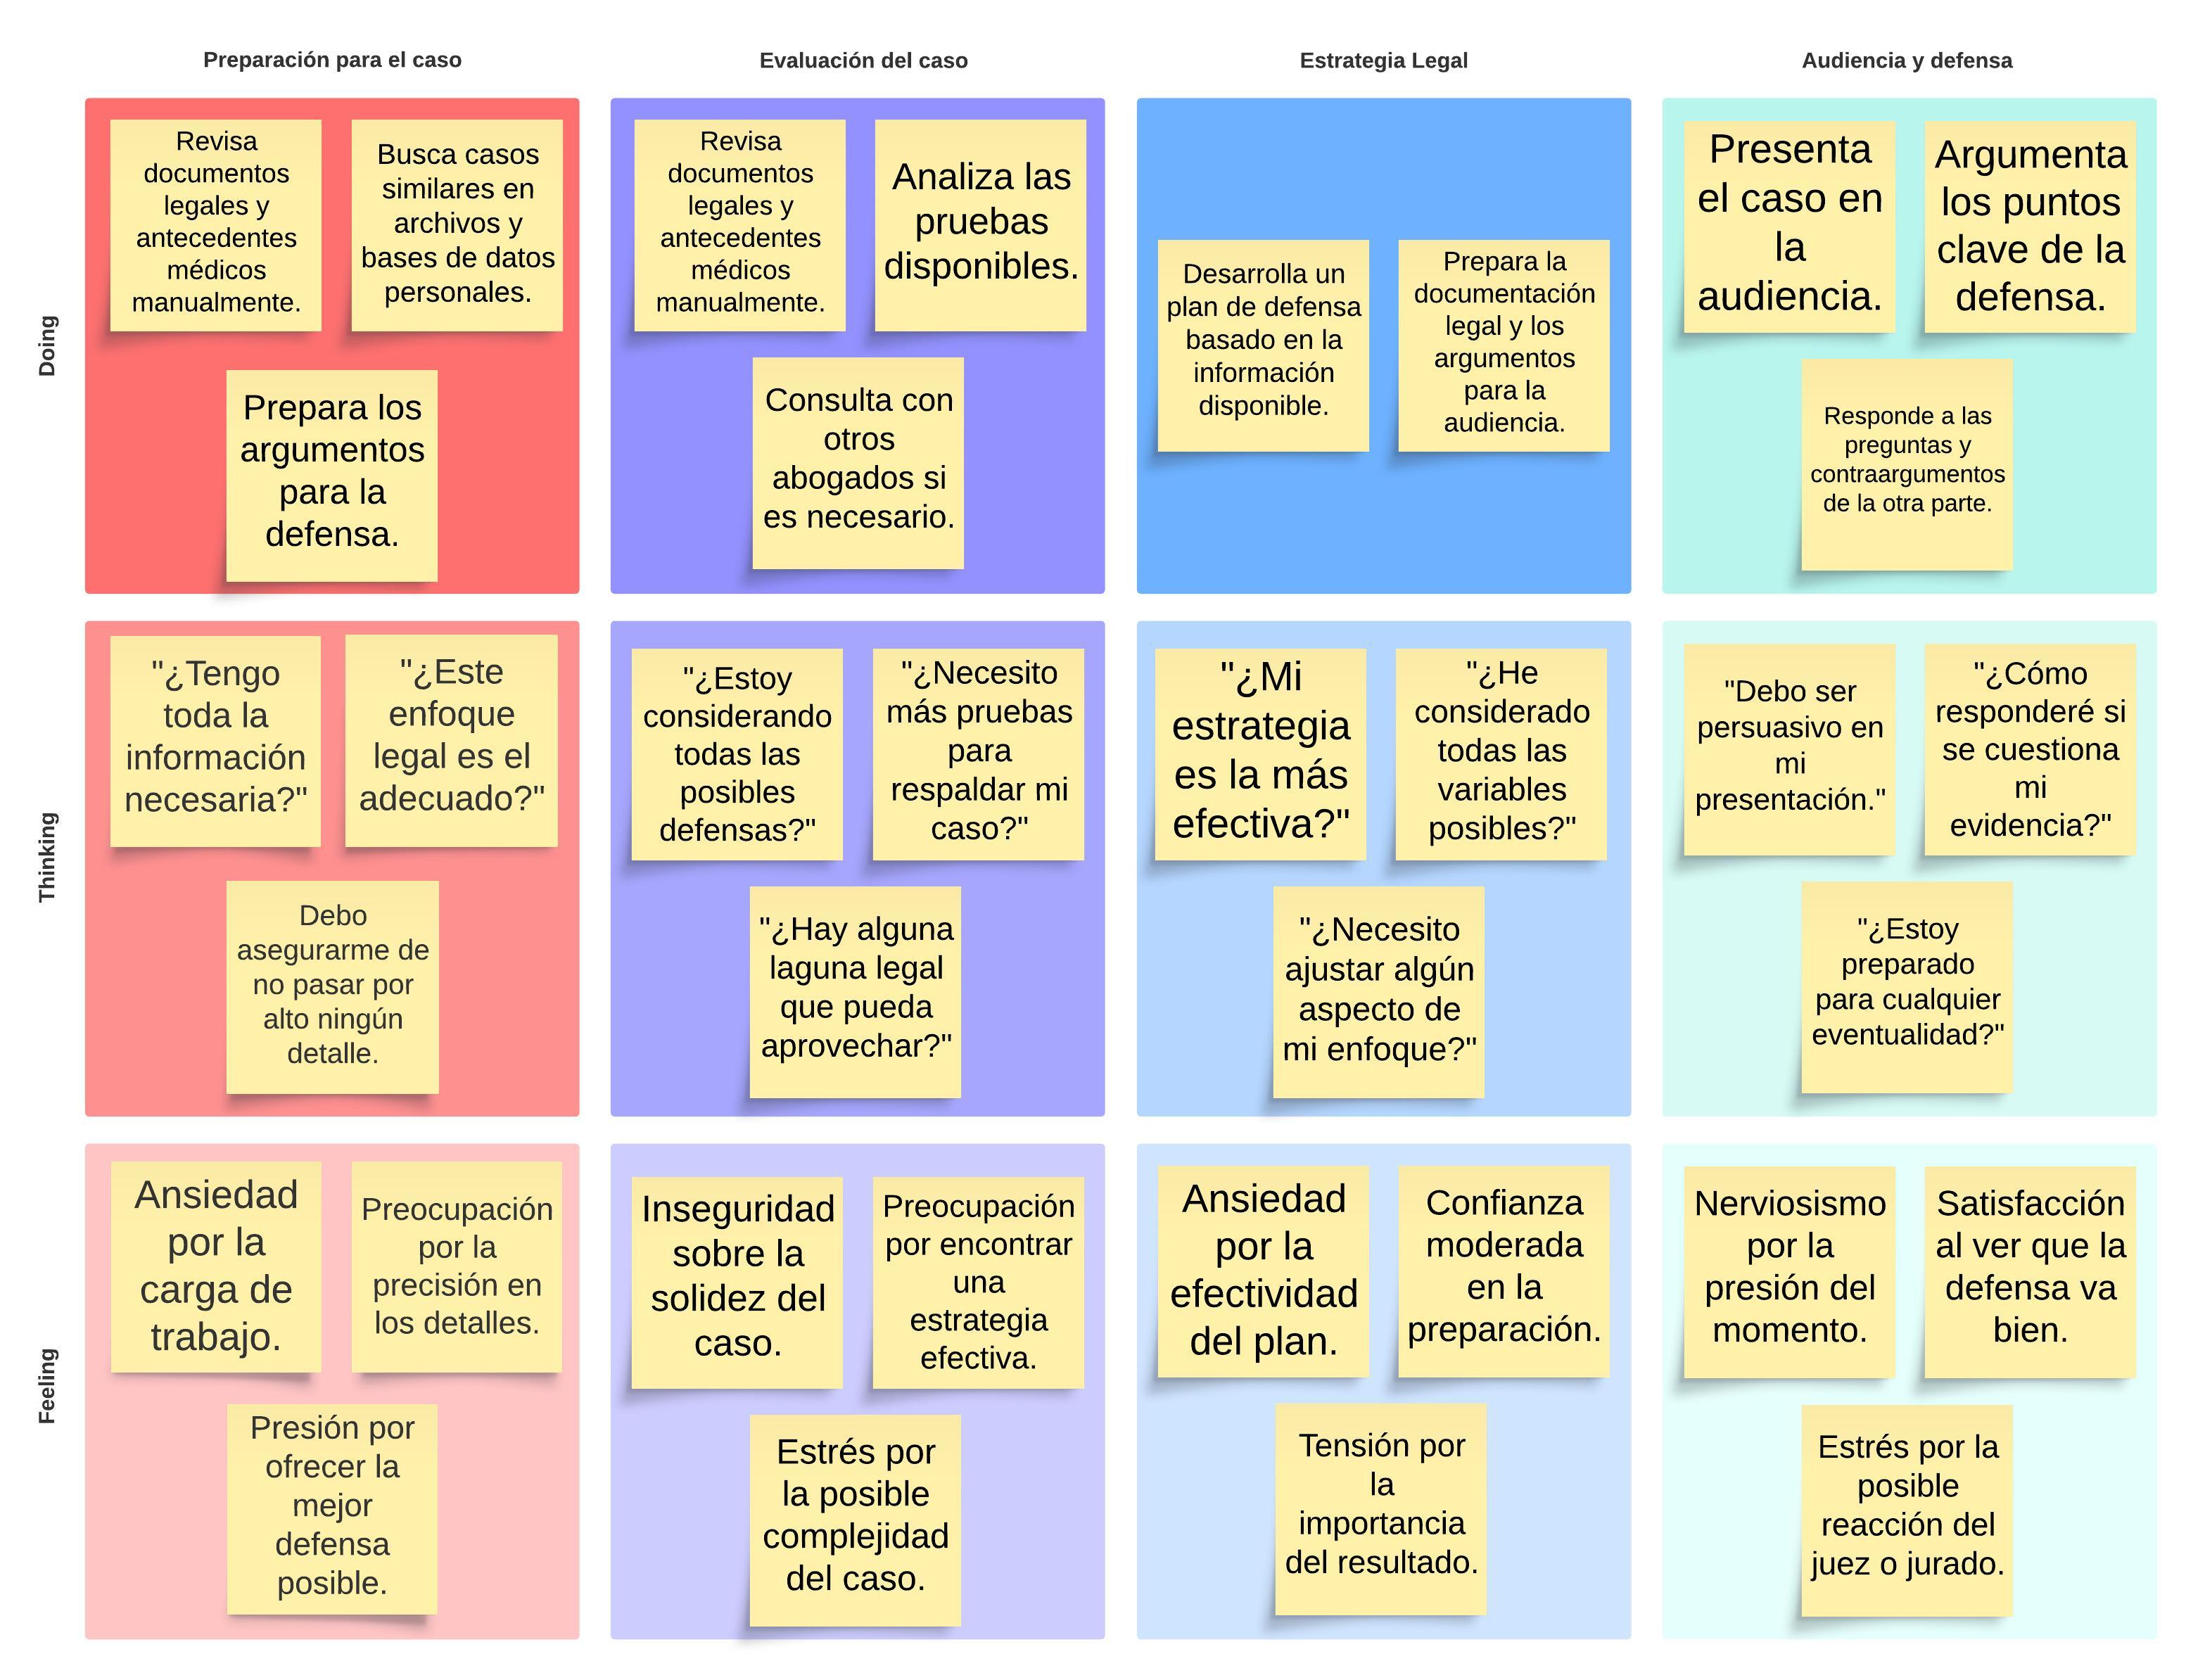 Preparación para el caso
Evaluación del caso
Estrategia Legal
Audiencia y defensa
Doing
Revisa
documentos
legales y
antecedentes
médicos
manualmente.
Busca casos
similares en
archivos y
bases de datos
personales.
Prepara los
argumentos
para la
defensa.
Revisa
documentos
legales y
antecedentes
médicos
manualmente.
Analiza las
pruebas
disponibles.
Consulta con
otros
abogados si
es necesario.
Desarrolla un
plan de defensa
basado en la
información
disponible.
Prepara la
documentación
legal y los
argumentos
para la
audiencia.
Presenta
el caso en
la
audiencia.
Argumenta
los puntos
clave de la
defensa.
Responde a las
preguntas y
contraargumentos
de la otra parte.
Thinking
"¿Tengo
toda la
información
necesaria?"
"¿Este
enfoque
legal es el
adecuado?"
Debo
asegurarme de
no pasar por
alto ningún
detalle.
"¿Estoy
considerando
todas las
posibles
defensas?"
"¿Necesito
más pruebas
para
respaldar mi
caso?"
"¿Hay alguna
laguna legal
que pueda
aprovechar?"
"¿Mi
estrategia
es la más
efectiva?"
"¿He
considerado
todas las
variables
posibles?"
"¿Necesito
ajustar algún
aspecto de
mi enfoque?"
"Debo ser
persuasivo en
mi
presentación."
"¿Cómo
responderé si
se cuestiona
mi
evidencia?"
"¿Estoy
preparado
para cualquier
eventualidad?"
Feeling
Ansiedad
por la
carga de
trabajo.
Preocupación
por la
precisión en
los detalles.
Presión por
ofrecer la
mejor
defensa
posible.
Inseguridad
sobre la
solidez del
caso.
Preocupación
por encontrar
una
estrategia
efectiva.
Estrés por
la posible
complejidad
del caso.
Ansiedad
por la
efectividad
del plan.
Confianza
moderada
en la
preparación.
Tensión por
la
importancia
del resultado.
Nerviosismo
por la
presión del
momento.
Satisfacción
al ver que la
defensa va
bien.
Estrés por la
posible
reacción del
juez o jurado.